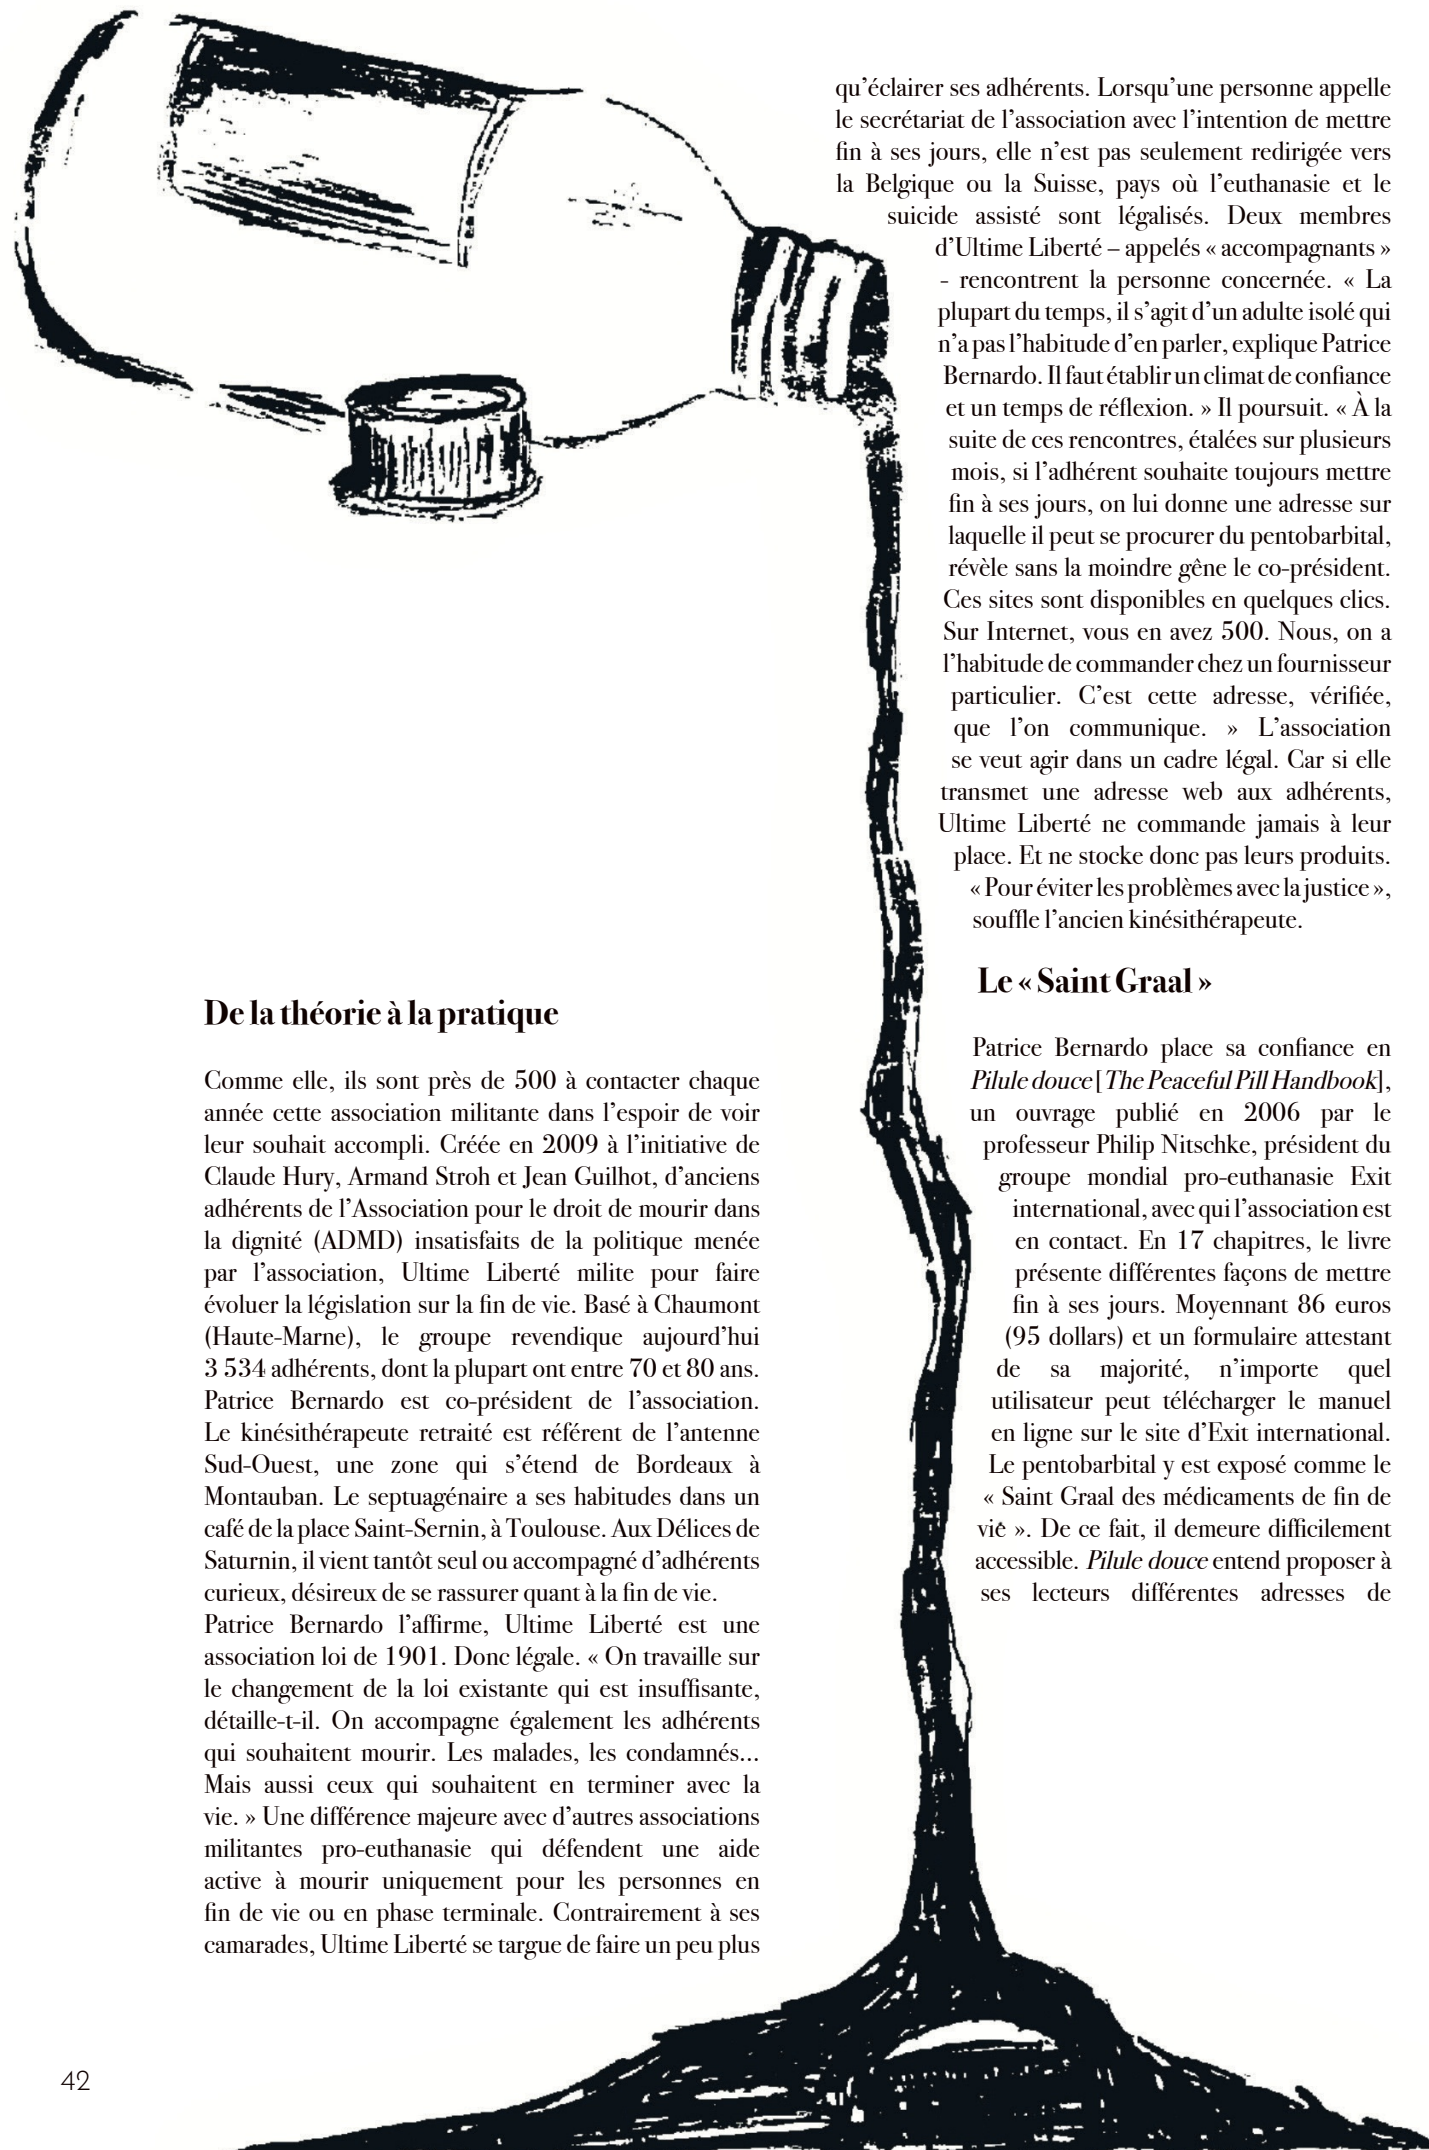 De la théorie à la pratique
Comme elle, ils sont près de 500 à contacter chaque
année cette association militante dans l’espoir de voir
leur souhait accompli. Créée en 2009 à l’initiative de
Claude Hury, Armand Stroh et Jean Guilhot, d’anciens
adhérents de l’Association pour le droit de mourir dans
la dignité (ADMD) insatisfaits de la politique menée
par l’association, Ultime Liberté milite pour faire
évoluer la législation sur la fin de vie. Basé à Chaumont
(Haute-Marne), le groupe revendique aujourd’hui
3 534 adhérents, dont la plupart ont entre 70 et 80 ans.
Patrice Bernardo est co-président de l’association.
Le kinésithérapeute retraité est référent de l’antenne
Sud-Ouest, une zone qui s’étend de Bordeaux à
Montauban. Le septuagénaire a ses habitudes dans un
café de la place Saint-Sernin, à Toulouse. Aux Délices de
Saturnin, il vient tantôt seul ou accompagné d’adhérents
curieux, désireux de se rassurer quant à la fin de vie.
Patrice Bernardo l’affirme, Ultime Liberté est une
association loi de 1901. Donc légale. « On travaille sur
le changement de la loi existante qui est insuffisante,
détaille-t-il. On accompagne également les adhérents
qui souhaitent mourir. Les malades, les condamnés...
Mais aussi ceux qui souhaitent en terminer avec la
vie. » Une différence majeure avec d’autres associations
militantes pro-euthanasie qui défendent une aide
active à mourir uniquement pour les personnes en
fin de vie ou en phase terminale. Contrairement à ses
camarades, Ultime Liberté se targue de faire un peu plus
qu’éclairer ses adhérents. Lorsqu’une personne appelle
le secrétariat de l’association avec l’intention de mettre
fin à ses jours, elle n’est pas seulement redirigée vers
la Belgique ou la Suisse, pays où l’euthanasie et le
suicide assisté sont légalisés. Deux membres
d’Ultime Liberté – appelés « accompagnants »
- rencontrent la personne concernée. « La
plupart du temps, il s’agit d’un adulte isolé qui
n’a pas l’habitude d’en parler, explique Patrice
Bernardo. Il faut établir un climat de confiance
et un temps de réflexion. » Il poursuit. « À la
suite de ces rencontres, étalées sur plusieurs
mois, si l’adhérent souhaite toujours mettre
fin à ses jours, on lui donne une adresse sur
laquelle il peut se procurer du pentobarbital,
révèle sans la moindre gêne le co-président.
Ces sites sont disponibles en quelques clics.
Sur Internet, vous en avez 500. Nous, on a
l’habitude de commander chez un fournisseur
particulier. C’est cette adresse, vérifiée,
que l’on communique. » L’association
se veut agir dans un cadre légal. Car si elle
transmet une adresse web aux adhérents,
Ultime Liberté ne commande jamais à leur
place. Et ne stocke donc pas leurs produits.
« Pour éviter les problèmes avec la justice »,
souffle l’ancien kinésithérapeute.
Le « Saint Graal »
Patrice Bernardo place sa confiance en
Pilule douce [The Peaceful Pill Handbook],
un ouvrage publié en 2006 par le
professeur Philip Nitschke, président du
groupe mondial pro-euthanasie Exit
international, avec qui l’association est
en contact. En 17 chapitres, le livre
présente différentes façons de mettre
fin à ses jours. Moyennant 86 euros
(95 dollars) et un formulaire attestant
de sa majorité, n’importe quel
utilisateur peut télécharger le manuel
en ligne sur le site d’Exit international.
Le pentobarbital y est exposé comme le
« Saint Graal des médicaments de fin de
vie ». De ce fait, il demeure difficilement
accessible. Pilule douce entend proposer à
ses lecteurs différentes adresses de
42